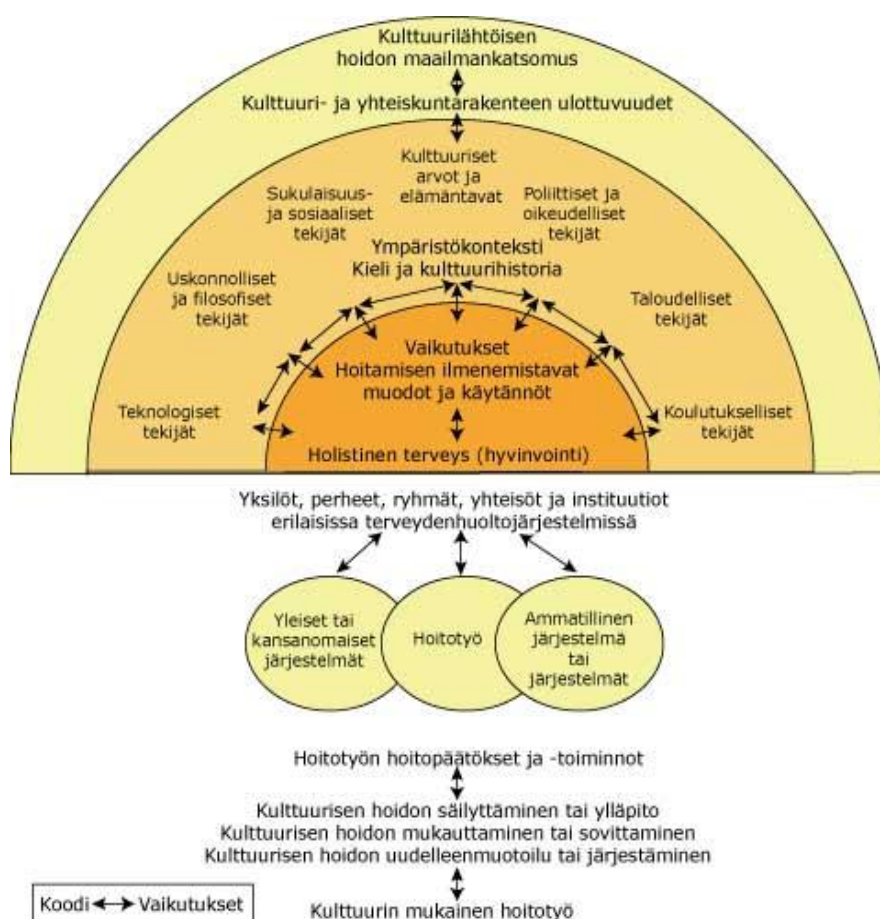 Kulttuurilähtöisen
hoidon maailmankatsomus
Kulttuuri- ja yhteiskuntarakenteen ulottuvuudet
Kulttuuriset
arvot ja
elämäntavat
Sukulaisuus-
ja sosiaaliset
tekijät
Poliittiset ja
oikeudelliset
tekijät
Ympäristökonteksti
Kieli ja kulttuurihistoria
Uskonnolliset
ja filosofiset
tekijät
Taloudelliset
tekijät
Vaikutukset
Hoitamisen ilmenemistavat
muodot ja käytännöt
Teknologiset
tekijät
Koulutukselliset
tekijät
Holistinen terveys (hyvinvointi)
Yksilöt, perheet, ryhmät, yhteisöt ja instituutiot
erilaisissa terveydenhuoltojärjestelmissä
Yleiset tai
kansanomaiset
järjestelmät
Hoitotyö
Ammatillinen
järjestelmä
tai
järjestelmät
Hoitotyön hoitopäätökset ja -toiminnot
Kulttuurisen hoidon säilyttäminen tai ylläpito
Kulttuurisen hoidon mukauttaminen tai sovittaminen
Kulttuurisen hoidon uudelleenmuotoilu tai järjestäminen
Koodi Vaikutukset
Kulttuurin mukainen hoitotyö